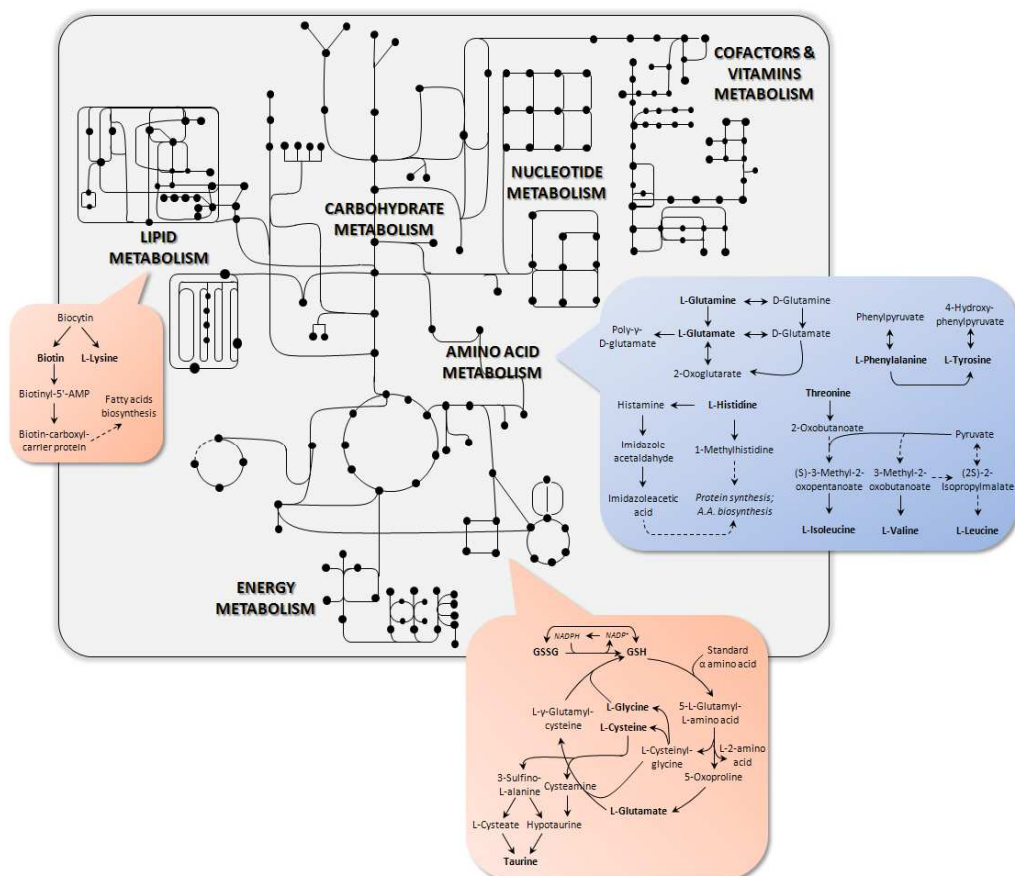 COFACTORS &
VITAMINS
METABOLISM
NUCLEOTIDE
METABOLISM
CARBOHYDRATE
METABOLISM
LIPID
METABOLISM
AMINO ACID
METABOLISM
ENERGY
METABOLISM
Biocytin
Biotin
L-Lysine
Biotinyl-5'-AMP
Fatty acids
biosynthesis
Biotin-carboxyl-
carrier protein
L-Glutamine
D-Glutamine
Poly-γ-
D-glutamate
L-Glutamate
D-Glutamate
2-Oxoglutarate
Phenylpyruvate
4-Hydroxy-
phenylpyruvate
L-Phenylalanine
L-Tyrosine
Histamine
L-Histidine
Imidazole
acetaldahyde
1-Methylhistidine
Imidazoleacetic
acid
Protein synthesis;
A.A. biosynthesis
Threonine
2-Oxobutanoate
Pyruvate
(S)-3-Methyl-2-
oxopentanoate
3-Methyl-2-
oxobutanoate
(2S)-2-
Isopropylmalate
L-Isoleucine
L-Valine
L-Leucine
NADPH
NADP+
GSSG
GSH
Standard
α amino acid
L-γ-Glutamyl-
cysteine
L-Glycine
L-Cysteine
5-L-Glutamyl-
L-amino acid
L-Cysteinyl-
glycine
L-2-amino
acid
5-Oxoproline
3-Sulfino-
L-alanine
Cysteamine
L-Glutamate
L-Cysteate
Hypotaurine
Taurine